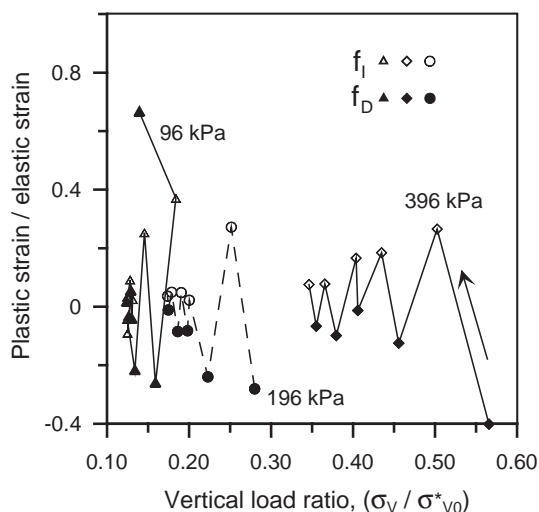 0.8
0.4
0
-0.4
Plastic strain / elastic strain
f_I
f_D
96 kPa
396 kPa
196 kPa
0.10 0.20 0.30 0.40 0.50 0.60
Vertical load ratio, (σ_V / σ*_V0)